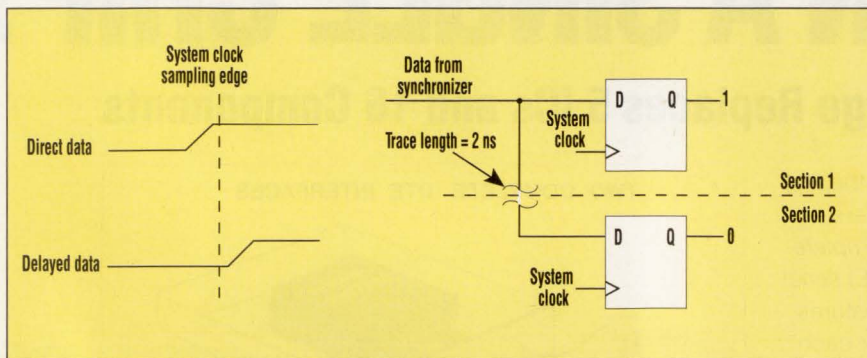 System clock
sampling edge
Direct data
Delayed data
Data from
synchronizer
Trace length = 2 ns
D Q 1
System
clock
Section 1
Section 2
D Q 0
System
clock